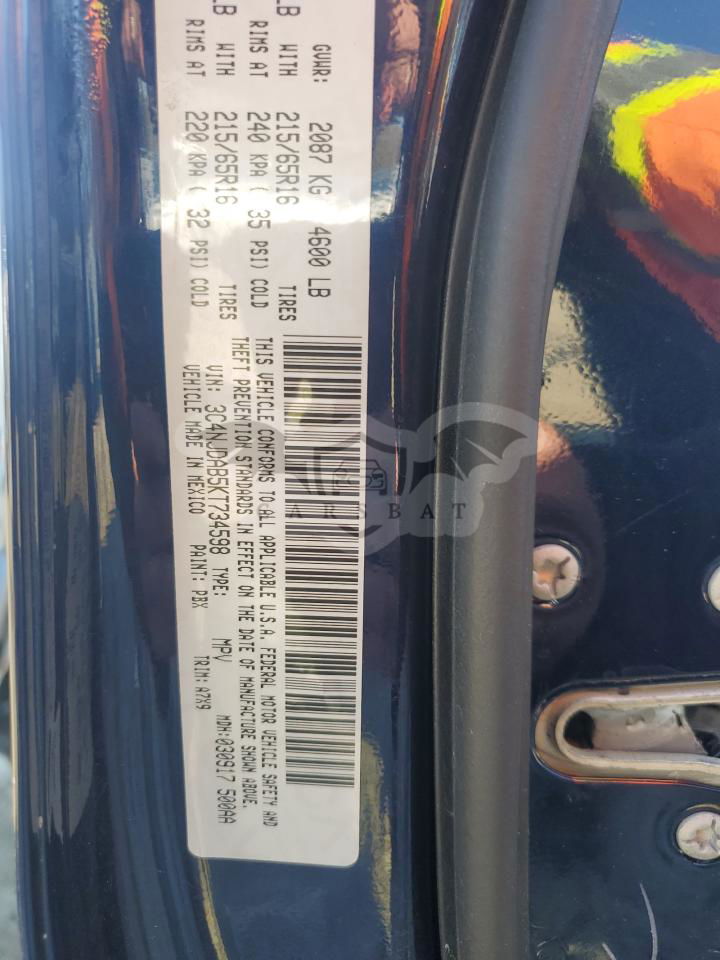 GVWR: 2087 KG ( 4600 LB
LB WITH 215/65R16 TIRES
RIMS AT 240 KPA ( 35 PSI) COLD
LB WITH 215/65R16 TIRES
RIMS AT 220 KPA ( 32 PSI) COLD
THIS VEHICLE CONFORMS TO ALL APPLICABLE U.S.A. FEDERAL MOTOR VEHICLE SAFETY AND
THEFT PREVENTION STANDARDS IN EFFECT ON THE DATE OF MANUFACTURE SHOWN ABOVE.
VIN: 3C4NJDAB5KT734598 TYPE: MPV MDH:030917 500AA
VEHICLE MADE IN MEXICO PAINT: PBX TRIM: A7X9
CARSBAT